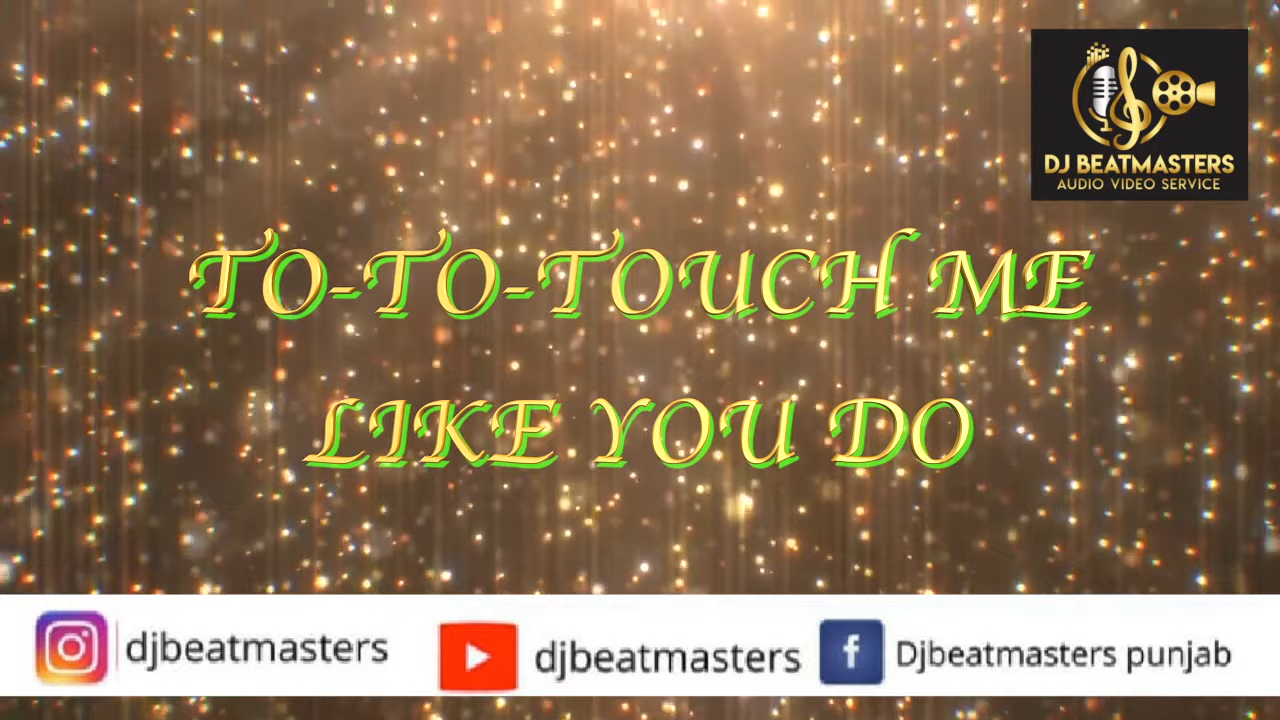 DJ BEATMASTERS
AUDIO VIDEO SERVICE
TO-TO-TOUCH ME
LIKE YOU DO
djbeatmasters
djbeatmasters
Djbeatmasters punjab